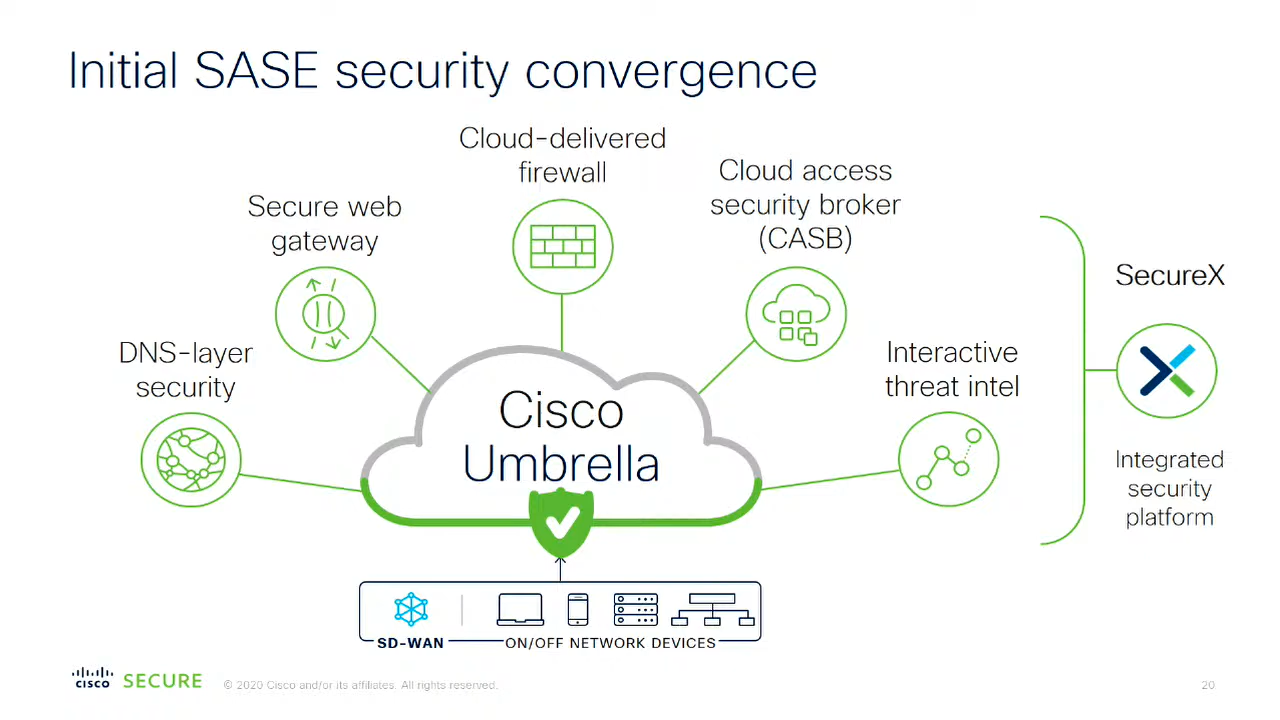 Initial SASE security convergence
Cloud-delivered
firewall
Cloud access
security broker
(CASB)
Secure web
gateway
SecureX
DNS-layer
security
Interactive
threat intel
Cisco
Umbrella
Integrated
security
platform
SD-WAN
ON/OFF NETWORK DEVICES
CISCO SECURE
© 2020 Cisco and/or its affiliates. All rights reserved.
20